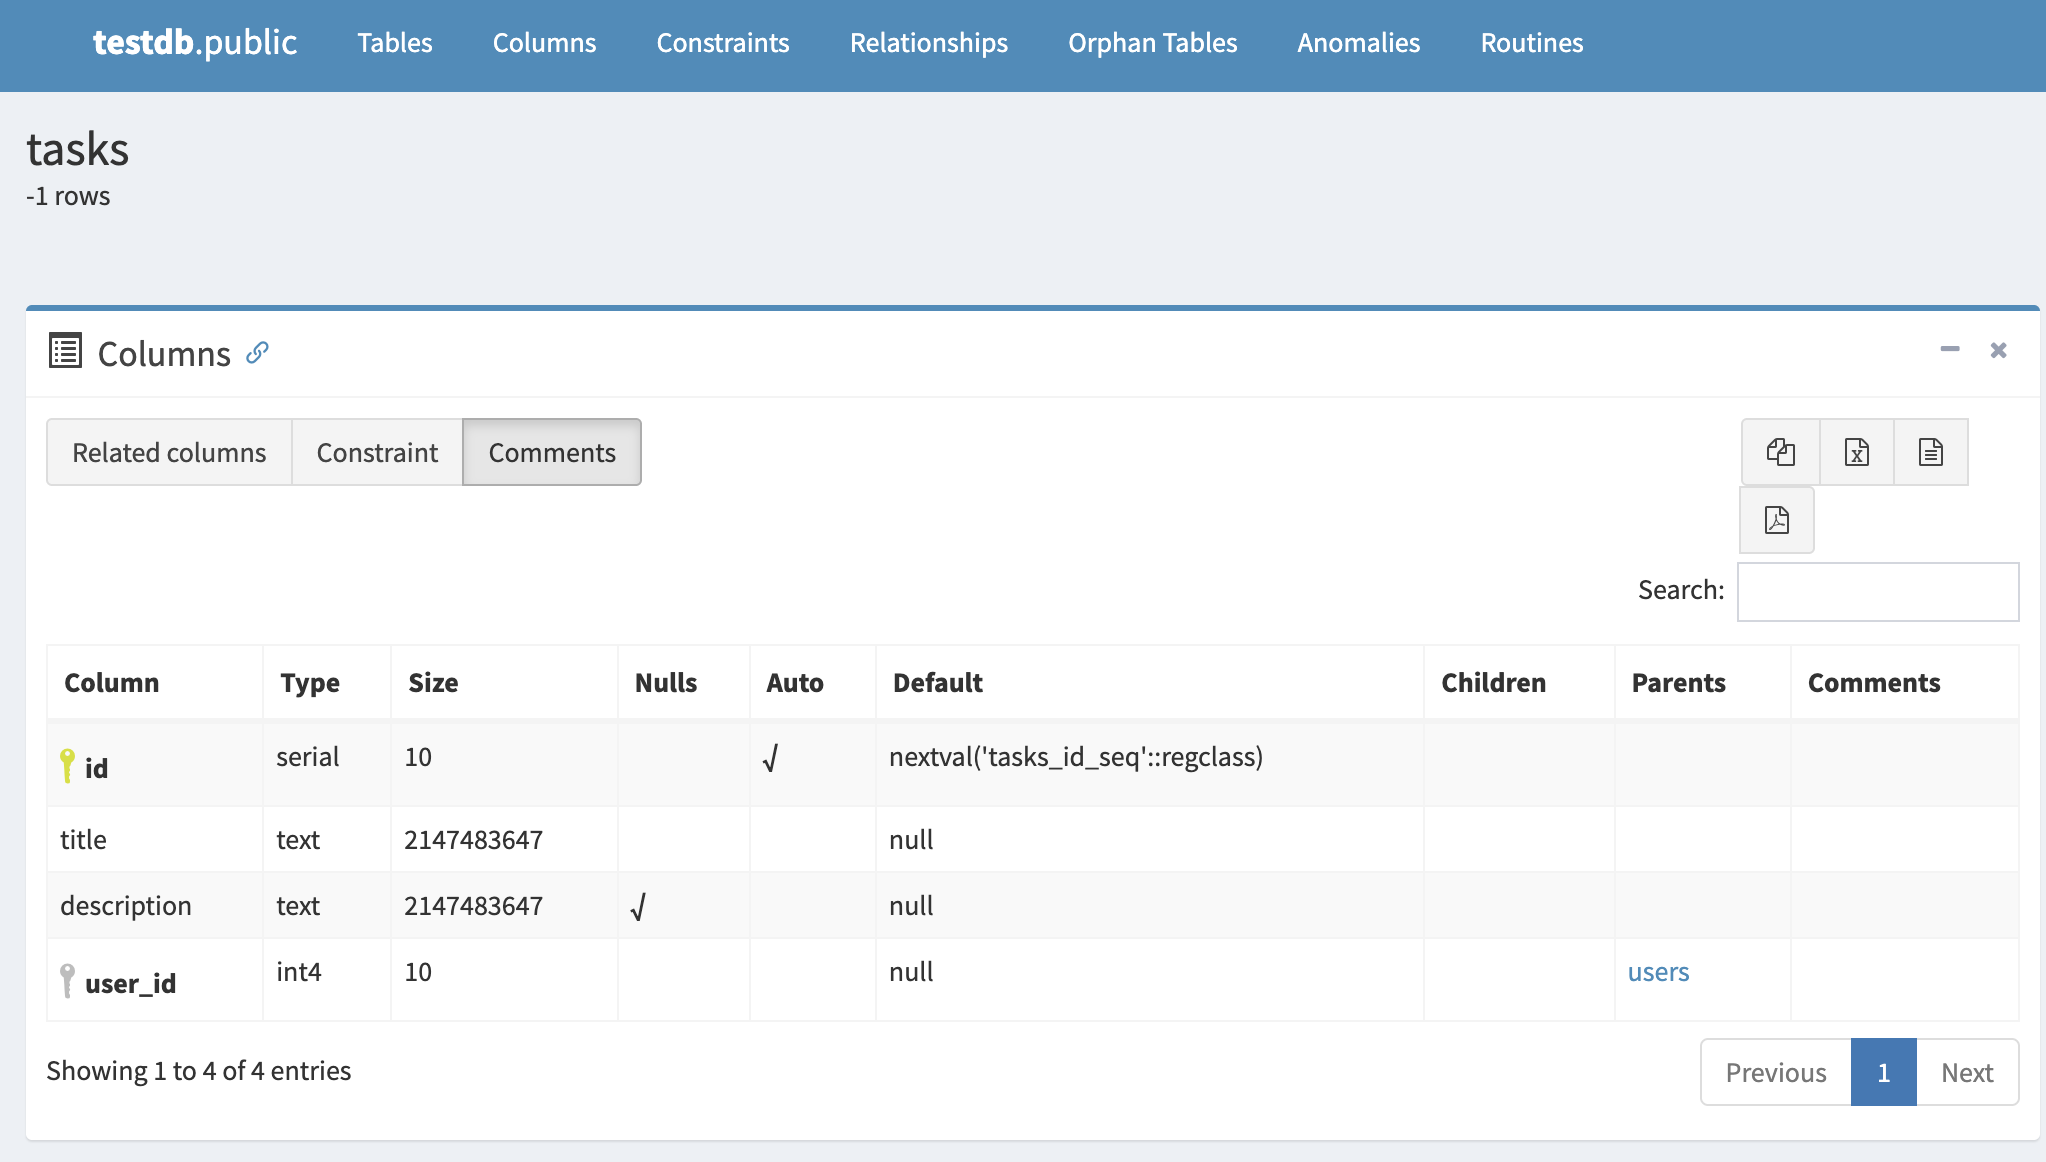 testdb.public Tables Columns Constraints Relationships Orphan Tables Anomalies Routines
tasks
-1 rows
Columns
Related columns Constraint Comments
Search:
Column Type Size Nulls Auto Default Children Parents Comments
id serial 10 √ nextval('tasks_id_seq'::regclass)
title text 2147483647 null
description text 2147483647 √ null
user_id int4 10 null users
Showing 1 to 4 of 4 entries
Previous 1 Next